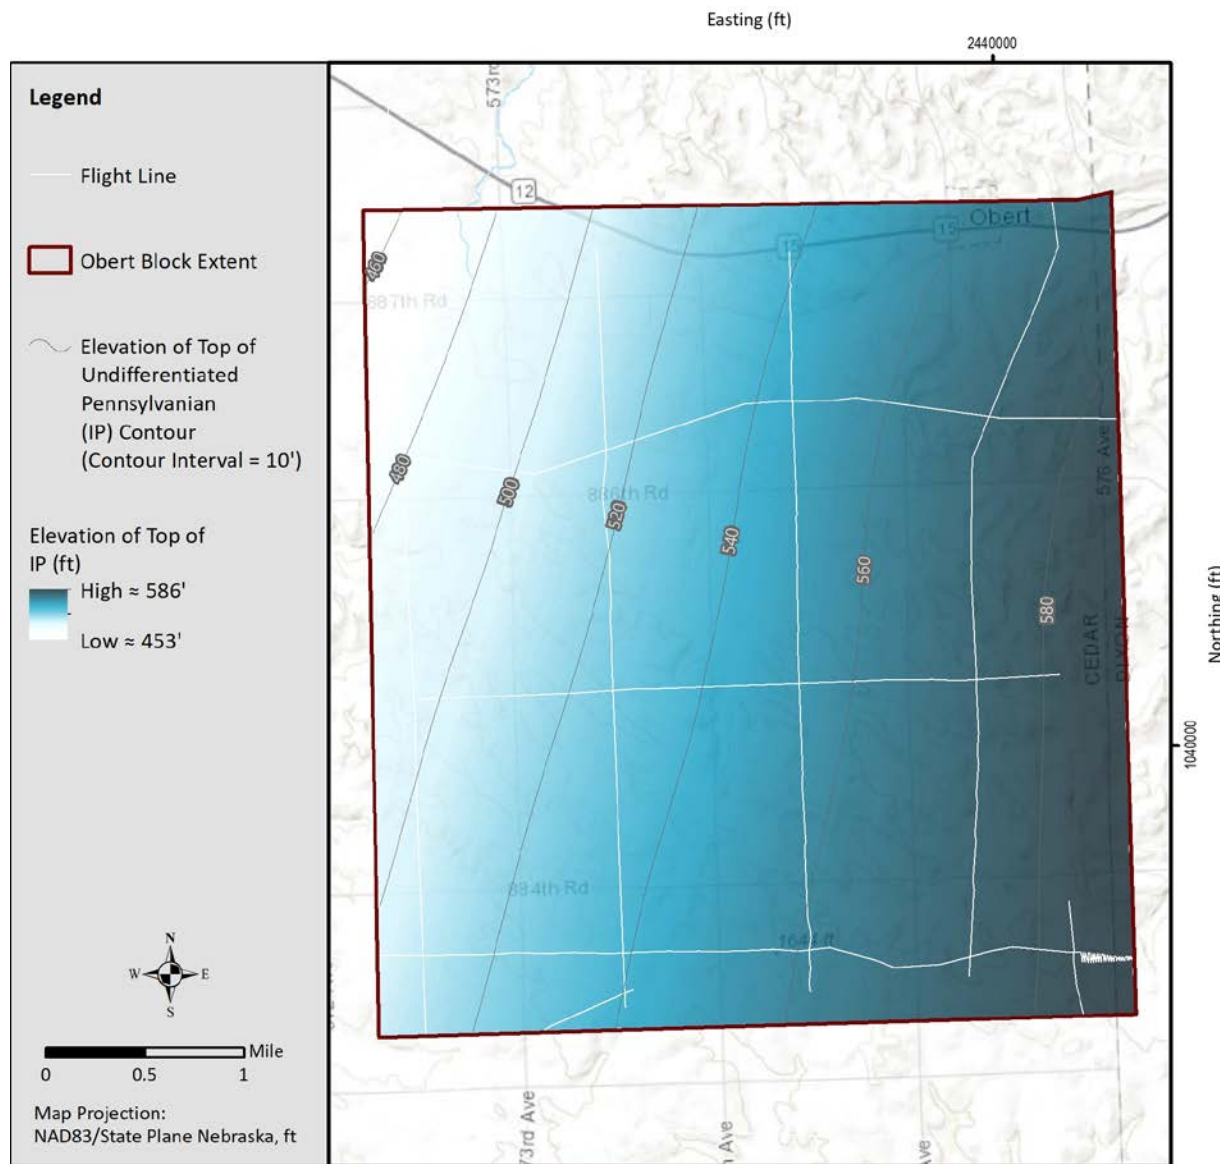 Easting (ft)
2440000
Legend
Flight Line
Obert Block Extent
Elevation of Top of
Undifferentiated
Pennsylvanian
(IP) Contour
(Contour Interval = 10')
Elevation of Top of
IP (ft)
High ≈ 586'
Low ≈ 453'
N
W
E
S
Mile
0
0.5
1
Map Projection:
NAD83/State Plane Nebraska, ft
573rd
12
15
15
Obert
460
887th Rd
480
500
886th Rd
520
540
560
580
576 Ave
CEDAR
DIXON
884th Rd
1644 ft
73rd Ave
Ave
Ave
Northing (ft)
1040000